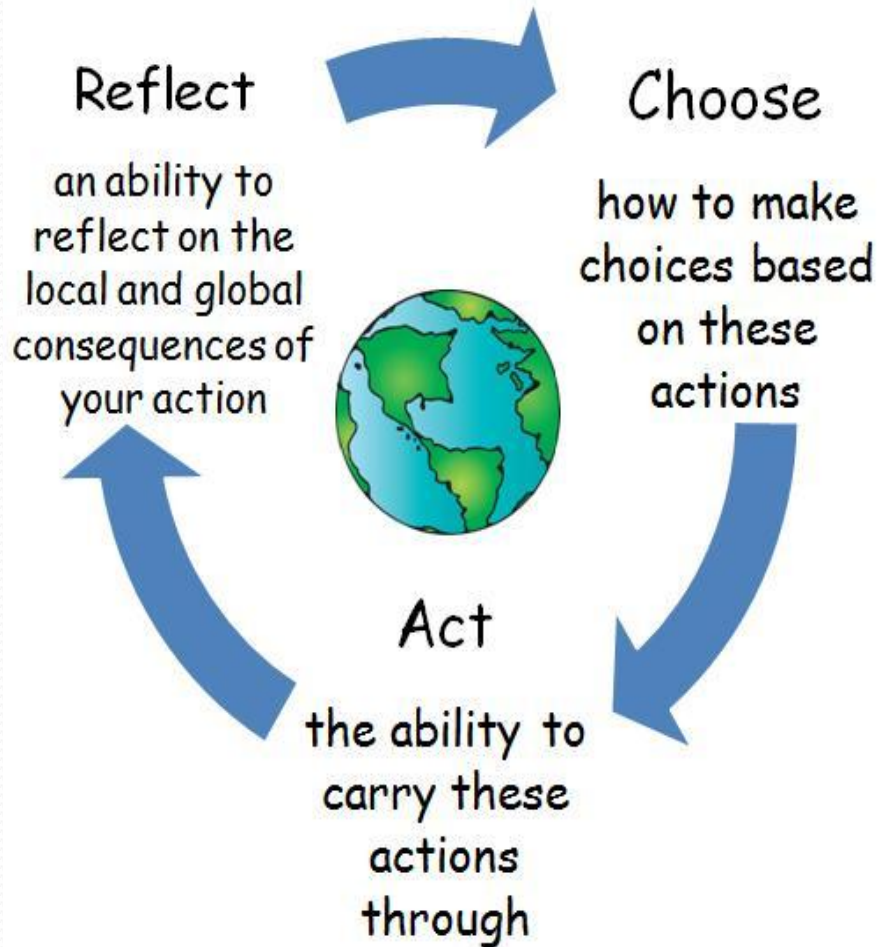 Reflect
an ability to
reflect on the
local and global
consequences of
your action
Choose
how to make
choices based
on these
actions
Act
the ability to
carry these
actions
through